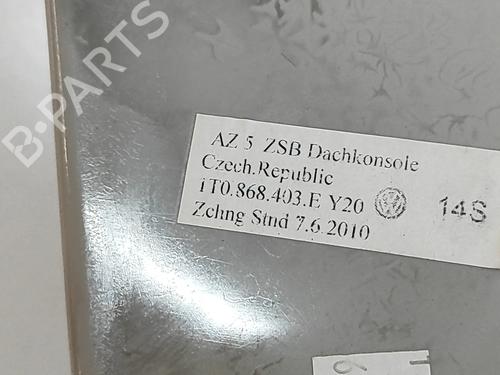 B-PARTS
AZ 5 ZSB Dachkonsole
Czech.Republic
1T0.868.403.E Y20
14S
Zchng Stnd 7.6.2010